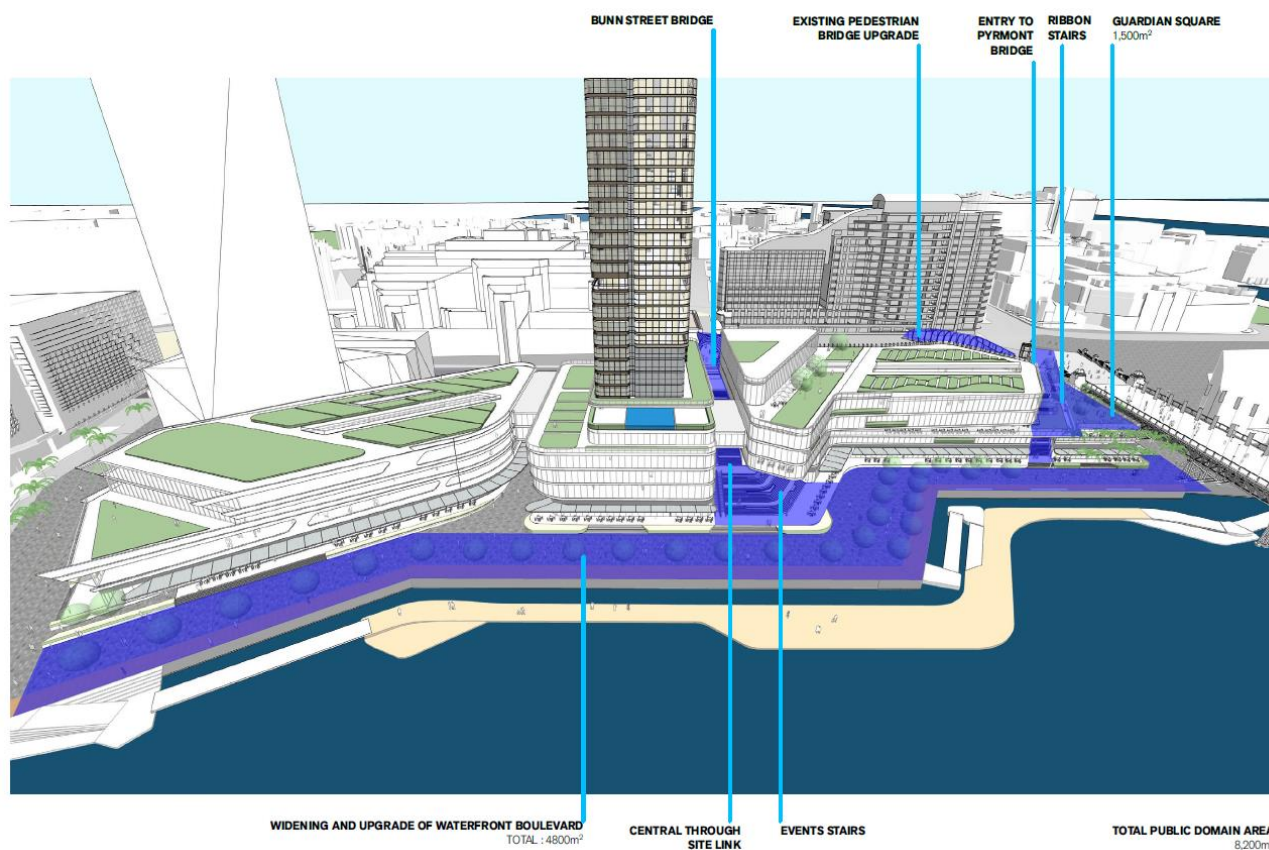 BUNN STREET BRIDGE
EXISTING PEDESTRIAN
BRIDGE UPGRADE
ENTRY TO
PYRMONT
BRIDGE
RIBBON
STAIRS
GUARDIAN SQUARE
1,500m²
WIDENING AND UPGRADE OF WATERFRONT BOULEVARD
TOTAL : 4800m²
CENTRAL THROUGH
SITE LINK
EVENTS STAIRS
TOTAL PUBLIC DOMAIN AREA
8,200m